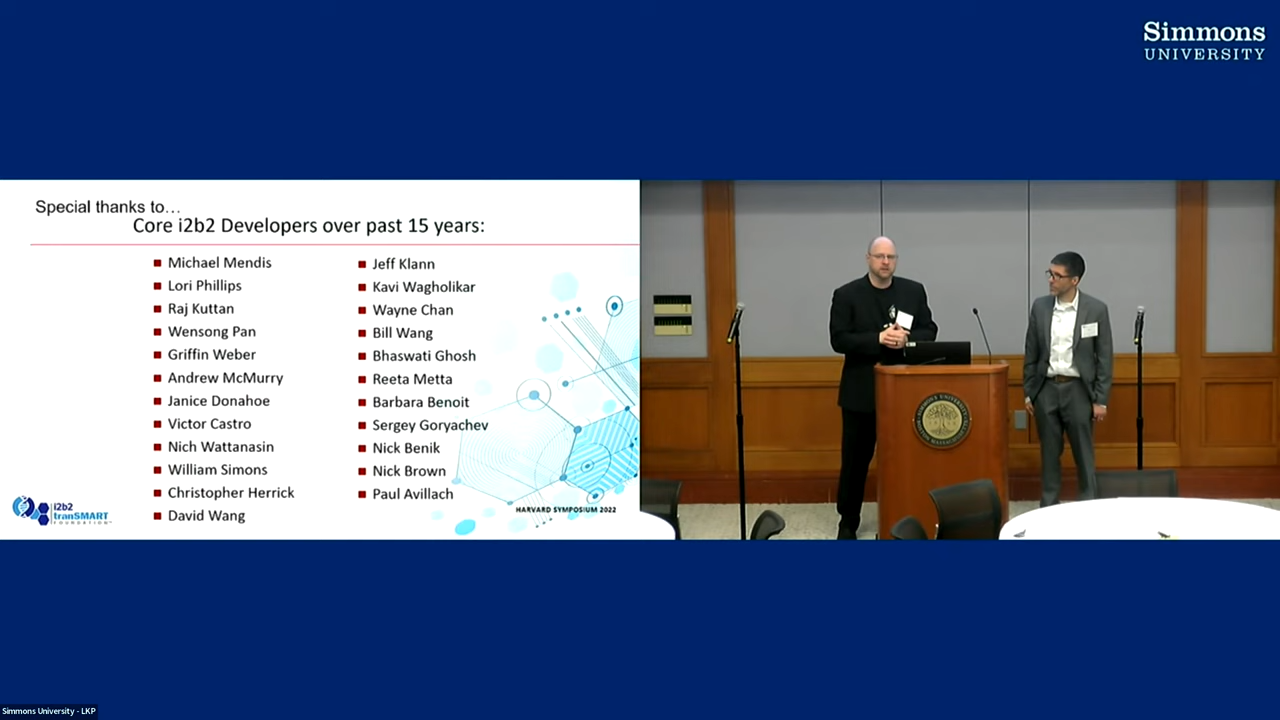 Simmons
UNIVERSITY
Special thanks to…
Core i2b2 Developers over past 15 years:
Michael Mendis
Lori Phillips
Raj Kuttan
Wensong Pan
Griffin Weber
Andrew McMurry
Janice Donahoe
Victor Castro
Nich Wattanasin
William Simons
Christopher Herrick
David Wang
Jeff Klann
Kavi Wagholikar
Wayne Chan
Bill Wang
Bhaswati Ghosh
Reeta Metta
Barbara Benoit
Sergey Goryachev
Nick Benik
Nick Brown
Paul Avillach
i2b2
tranSMART
FOUNDATION
HARVARD SYMPOSIUM 2022
Simmons University - LKP